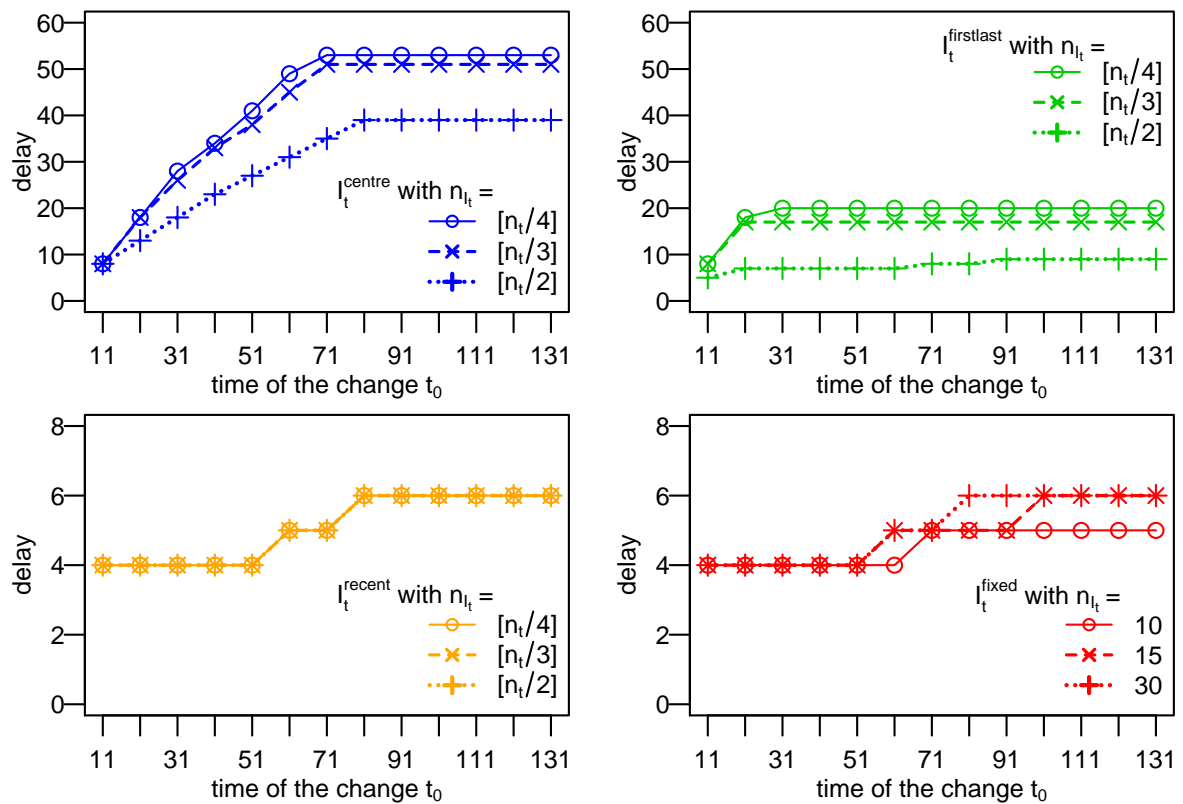 60
50
40
30
20
10
0
delay
I_t^centre with n_{I_t} =
[n_t/4]
[n_t/3]
[n_t/2]
11 31 51 71 91 111 131
time of the change t_0
60
50
40
30
20
10
0
delay
I_t^firstlast with n_{I_t} =
[n_t/4]
[n_t/3]
[n_t/2]
11 31 51 71 91 111 131
time of the change t_0
8
6
4
2
0
delay
I_t^recent with n_{I_t} =
[n_t/4]
[n_t/3]
[n_t/2]
11 31 51 71 91 111 131
time of the change t_0
8
6
4
2
0
delay
I_t^fixed with n_{I_t} =
10
15
30
11 31 51 71 91 111 131
time of the change t_0